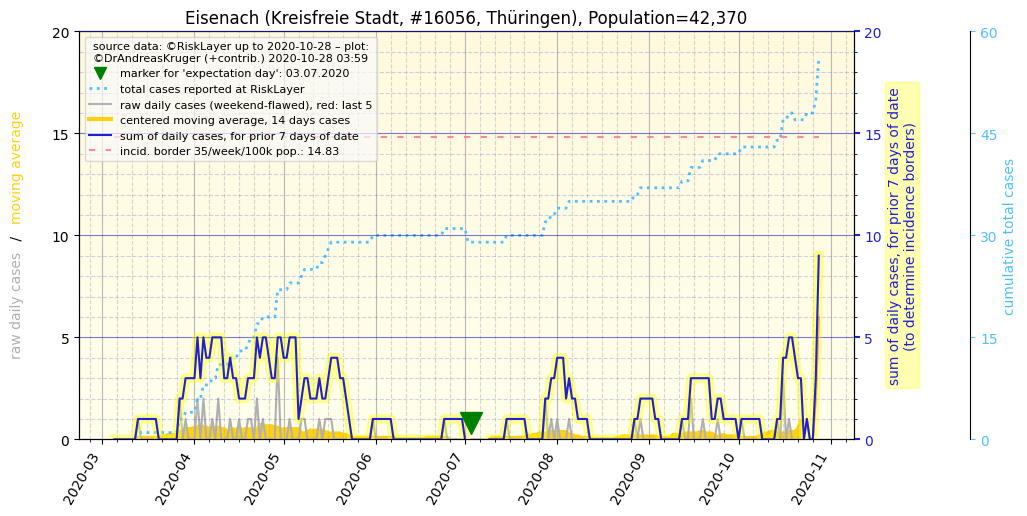 Eisenach (Kreisfreie Stadt, #16056, Thüringen), Population=42,370
source data: ©RiskLayer up to 2020-10-28 – plot:
©DrAndreasKruger (+contrib.) 2020-10-28 03:59
marker for 'expectation day': 03.07.2020
total cases reported at RiskLayer
raw daily cases (weekend-flawed), red: last 5
centered moving average, 14 days cases
sum of daily cases, for prior 7 days of date
incid. border 35/week/100k pop.: 14.83
raw daily cases / moving average
20
15
10
5
0
2020-03
2020-04
2020-05
2020-06
2020-07
2020-08
2020-09
2020-10
2020-11
20
15
10
5
0
sum of daily cases, for prior 7 days of date
(to determine incidence borders)
60
45
30
15
0
cumulative total cases